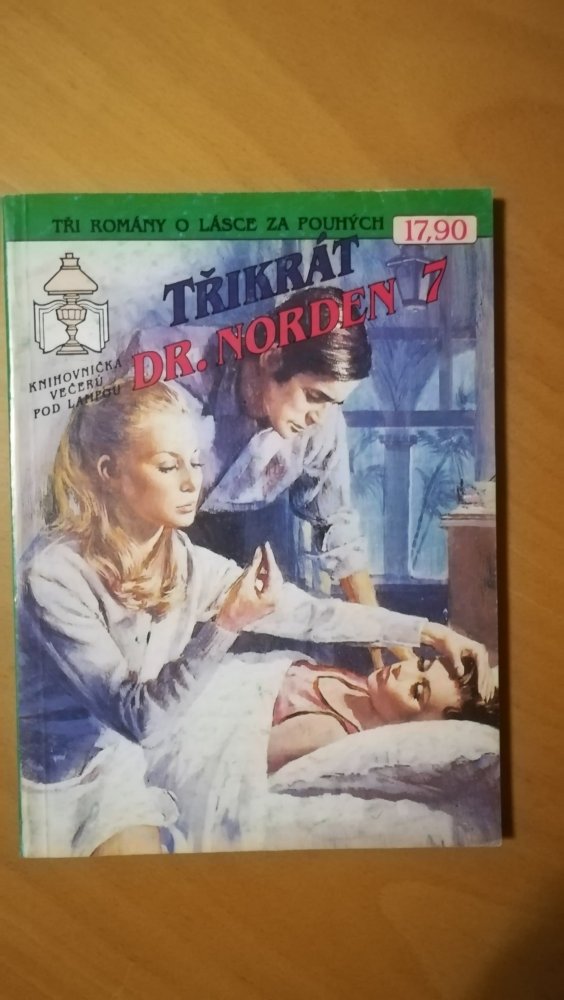 TŘI ROMÁNY O LÁSCE ZA POUHÝCH 17,90
TŘIKRÁT
DR. NORDEN 7
KNIHOVNIČKA
VEČERŮ
POD LAMPOU